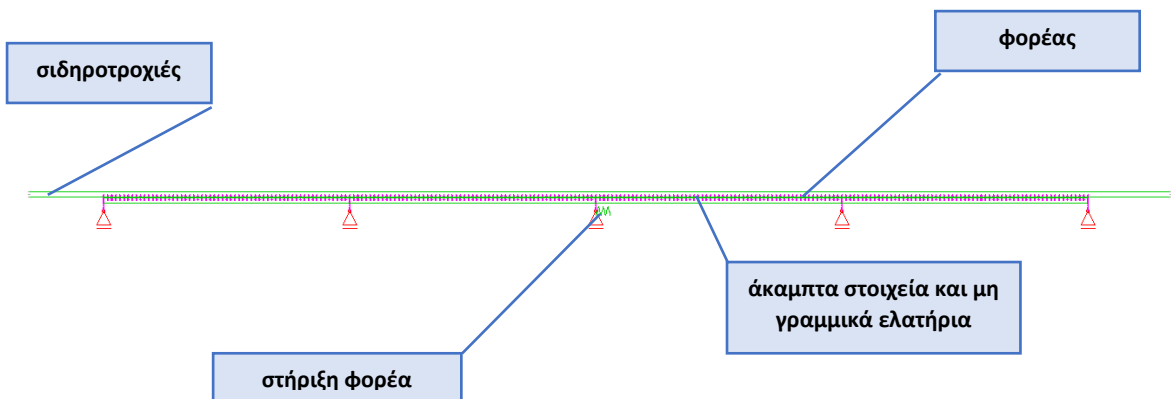 σιδηροτροχιές
φορέας
άκαμπτα στοιχεία και μη
γραμμικά ελατήρια
στήριξη φορέα